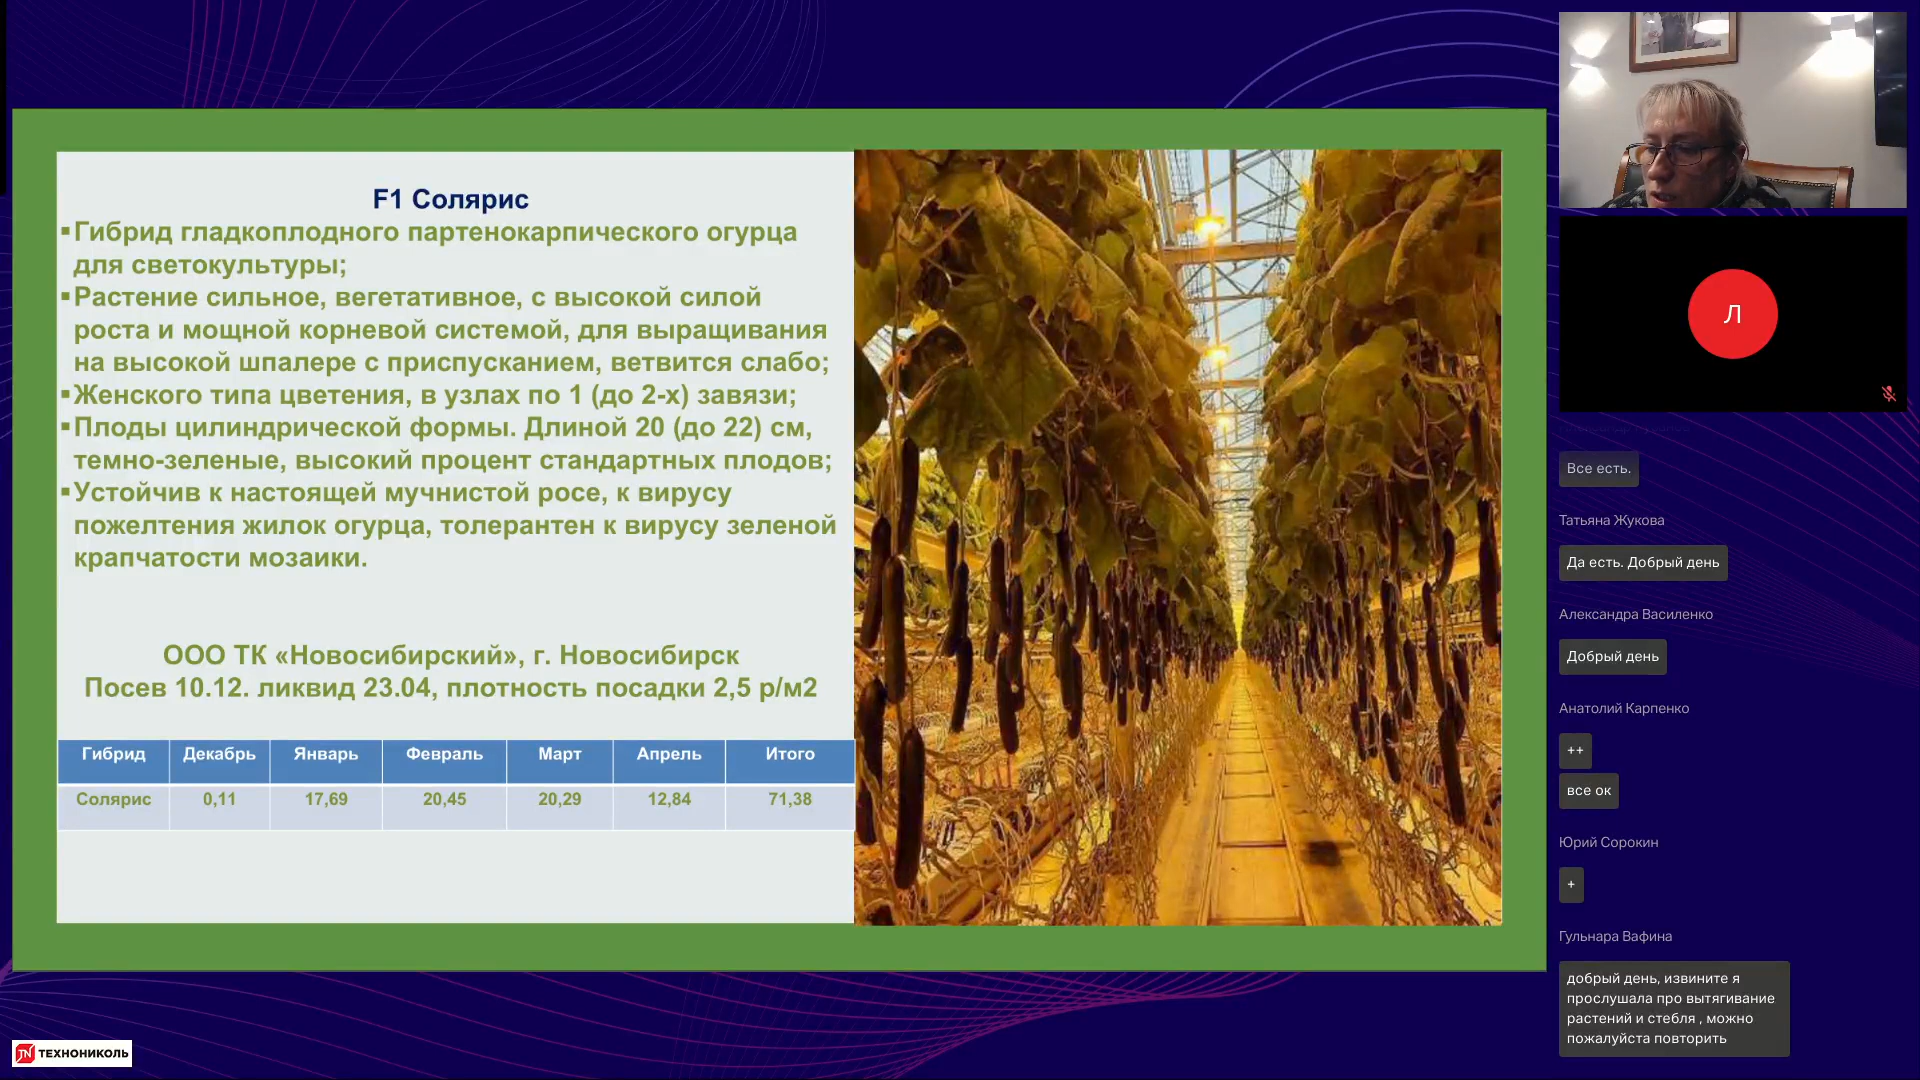 F1 Солярис
▪Гибрид гладкоплодного партенокарпического огурца
для светокультуры;
▪Растение сильное, вегетативное, с высокой силой
роста и мощной корневой системой, для выращивания
на высокой шпалере с приспусканием, ветвится слабо;
▪Женского типа цветения, в узлах по 1 (до 2-х) завязи;
▪Плоды цилиндрической формы. Длиной 20 (до 22) см,
темно-зеленые, высокий процент стандартных плодов;
▪Устойчив к настоящей мучнистой росе, к вирусу
пожелтения жилок огурца, толерантен к вирусу зеленой
крапчатости мозаики.
ООО ТК «Новосибирский», г. Новосибирск
Посев 10.12. ликвид 23.04, плотность посадки 2,5 р/м2
Гибрид Декабрь Январь Февраль Март Апрель Итого
Солярис 0,11 17,69 20,45 20,29 12,84 71,38
ТЕХНОНИКОЛЬ
Л
Все есть.
Татьяна Жукова
Да есть. Добрый день
Александра Василенко
Добрый день
Анатолий Карпенко
++
все ок
Юрий Сорокин
+
Гульнара Вафина
добрый день, извините я
прослушала про вытягивание
растений и стебля , можно
пожалуйста повторить